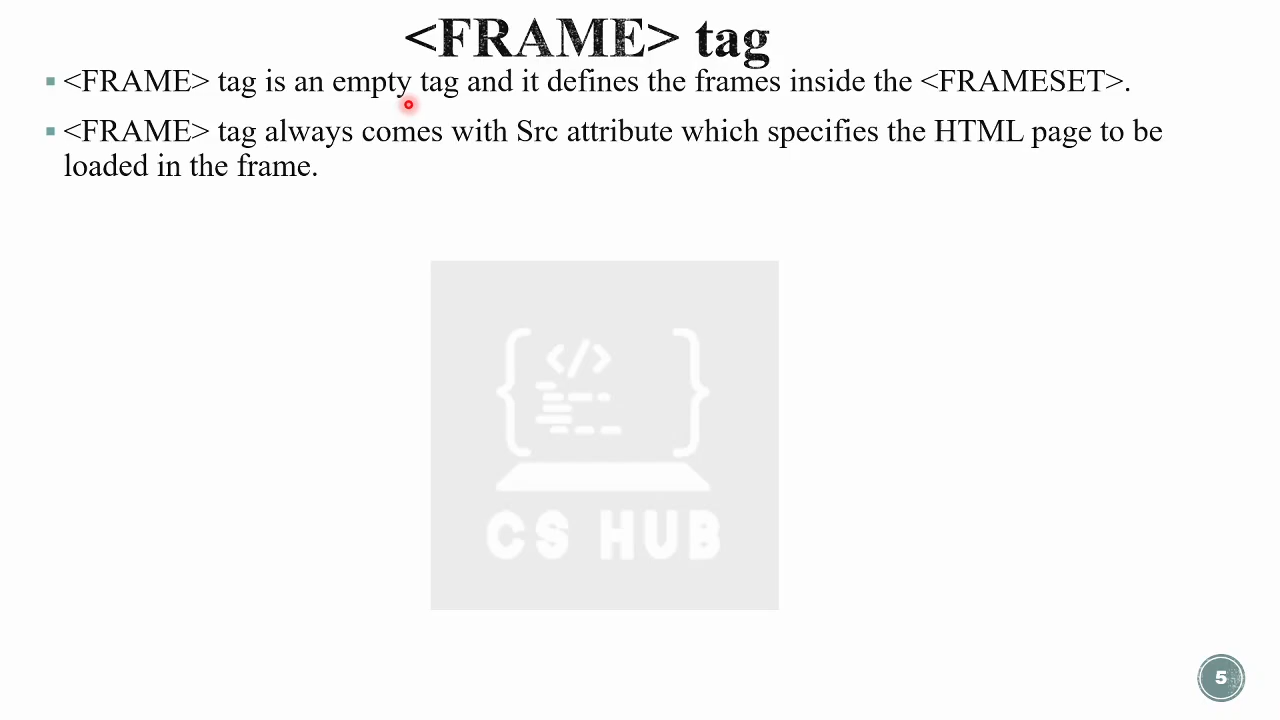 <FRAME> tag
▪ <FRAME> tag is an empty tag and it defines the frames inside the <FRAMESET>.
▪ <FRAME> tag always comes with Src attribute which specifies the HTML page to be
loaded in the frame.
</>
CS HUB
5